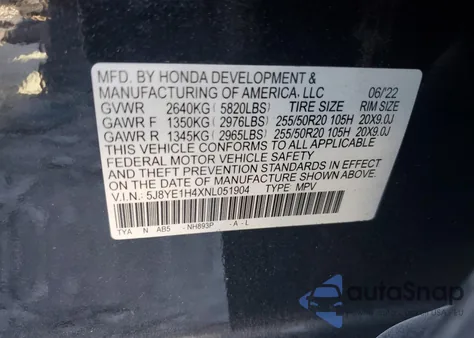 MFD. BY HONDA DEVELOPMENT &
MANUFACTURING OF AMERICA, LLC 06/22
GVWR 2640KG (5820LBS) TIRE SIZE RIM SIZE
GAWR F 1350KG (2976LBS) 255/50R20 105H 20X9.0J
GAWR R 1345KG (2965LBS) 255/50R20 105H 20X9.0J
THIS VEHICLE CONFORMS TO ALL APPLICABLE
FEDERAL MOTOR VEHICLE SAFETY, BUMPER, AND
THEFT PREVENTION STANDARDS IN EFFECT ON THE
DATE OF MANUFACTURE SHOWN ABOVE.
V.I.N.: 5J8YE1H4XNL051904 TYPE: MPV
TYA N AB5 - NH893P - A - L
autoSnap